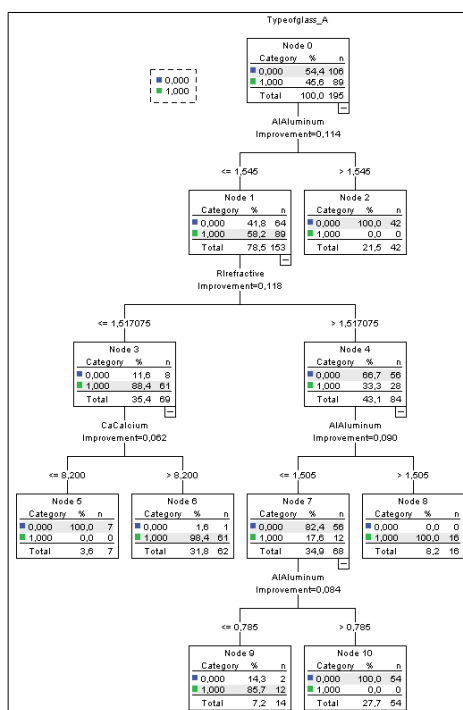 Typeofglass_A
0,000
1,000
Node 0
Category % n
0,000 54,4 106
1,000 45,6 89
Total 100,0 195
AlAluminum
Improvement=0,114
<= 1,545
> 1,545
Node 1
Category % n
0,000 41,8 64
1,000 58,2 89
Total 78,5 153
Node 2
Category % n
0,000 100,0 42
1,000 0,0 0
Total 21,5 42
RIrefractive
Improvement=0,118
<= 1,517075
> 1,517075
Node 3
Category % n
0,000 11,6 8
1,000 88,4 61
Total 35,4 69
Node 4
Category % n
0,000 66,7 56
1,000 33,3 28
Total 43,1 84
CaCalcium
Improvement=0,062
AlAluminum
Improvement=0,090
<= 8,200
> 8,200
<= 1,505
> 1,505
Node 5
Category % n
0,000 100,0 7
1,000 0,0 0
Total 3,6 7
Node 6
Category % n
0,000 1,6 1
1,000 98,4 61
Total 31,8 62
Node 7
Category % n
0,000 82,4 56
1,000 17,6 12
Total 34,9 68
Node 8
Category % n
0,000 0,0 0
1,000 100,0 16
Total 8,2 16
AlAluminum
Improvement=0,084
<= 0,785
> 0,785
Node 9
Category % n
0,000 14,3 2
1,000 85,7 12
Total 7,2 14
Node 10
Category % n
0,000 100,0 54
1,000 0,0 0
Total 27,7 54